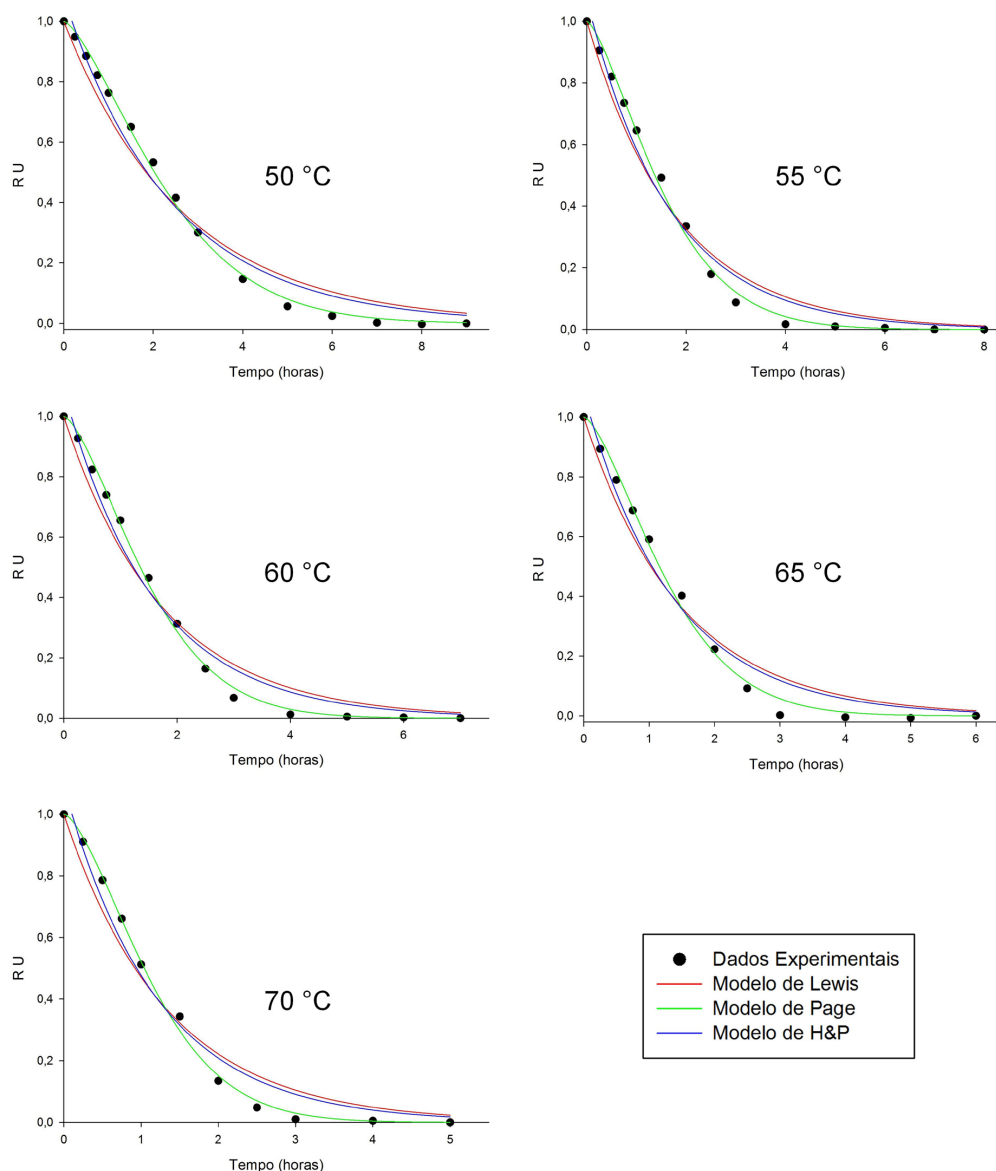 1,0
0,8
0,6
0,4
0,2
0,0
R U
50 °C
0 2 4 6 8
Tempo (horas)
1,0
0,8
0,6
0,4
0,2
0,0
R U
55 °C
0 2 4 6 8
Tempo (horas)
1,0
0,8
0,6
0,4
0,2
0,0
R U
60 °C
0 2 4 6
Tempo (horas)
1,0
0,8
0,6
0,4
0,2
0,0
R U
65 °C
0 1 2 3 4 5 6
Tempo (horas)
1,0
0,8
0,6
0,4
0,2
0,0
R U
70 °C
0 1 2 3 4 5
Tempo (horas)
Dados Experimentais
Modelo de Lewis
Modelo de Page
Modelo de H&P